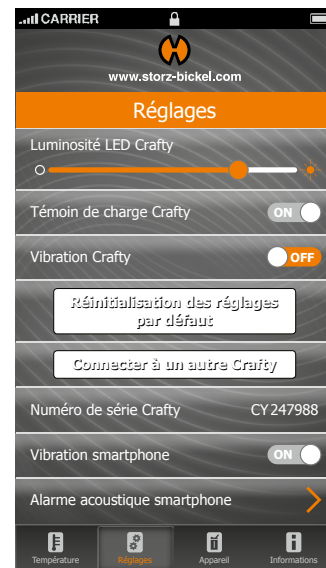 CARRIER
www.storz-bickel.com
Réglages
Luminosité LED Crafty
Témoin de charge Crafty ON
Vibration Crafty OFF
Réinitialisation des réglages
par défaut
Connecter à un autre Crafty
Numéro de série Crafty CY 247988
Vibration smartphone ON
Alarme acoustique smartphone
Température Réglages Appareil Informations